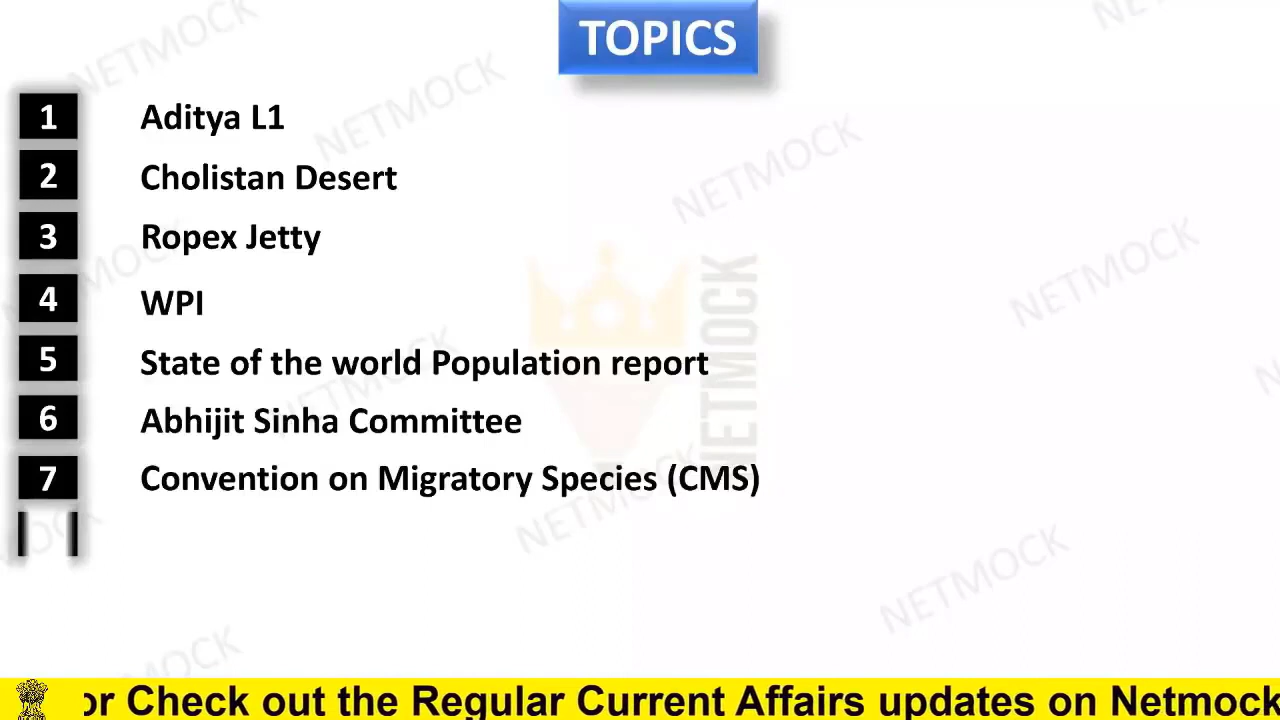 TOPICS
1 Aditya L1
2 Cholistan Desert
3 Ropex Jetty
4 WPI
5 State of the world Population report
6 Abhijit Sinha Committee
7 Convention on Migratory Species (CMS)
NETMOCK
or Check out the Regular Current Affairs updates on Netmock